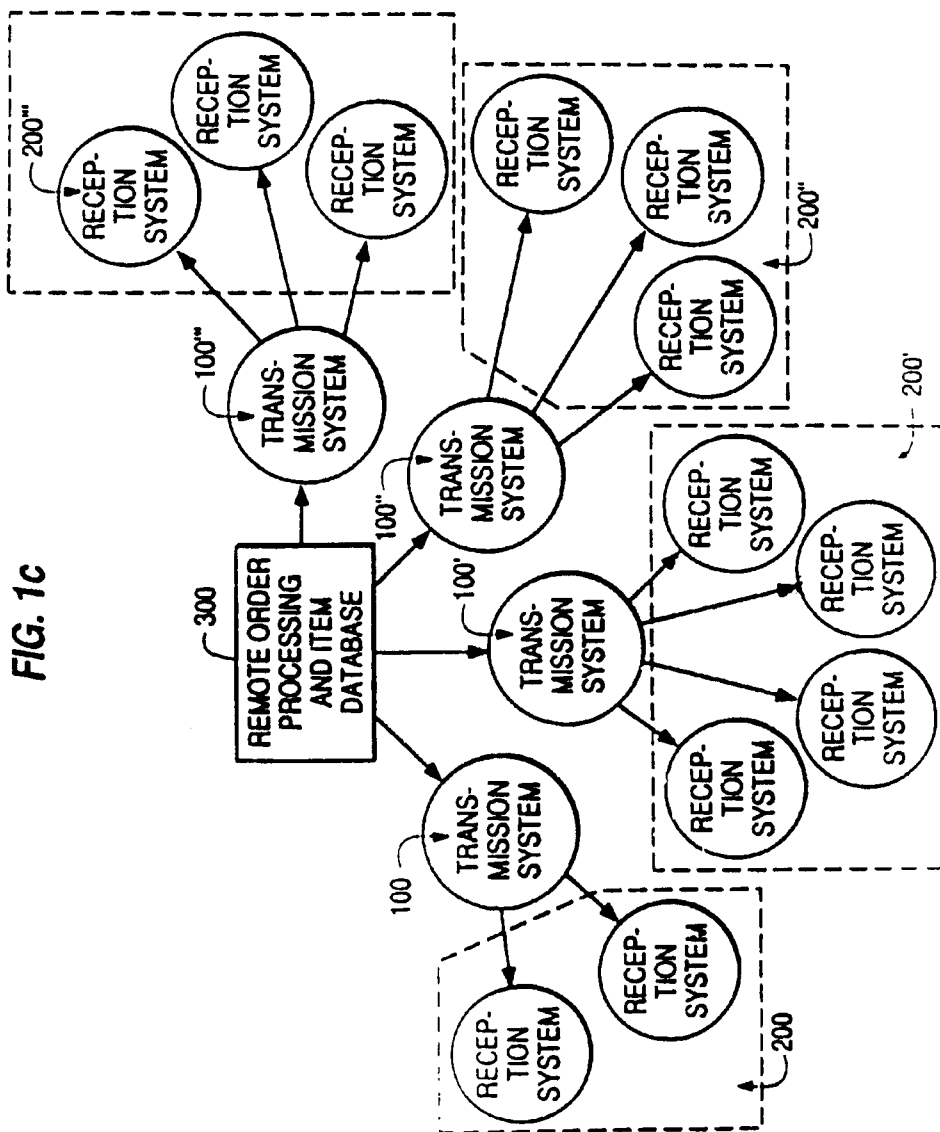 FIG. 1c
300
REMOTE ORDER
PROCESSING
AND ITEM
DATABASE
100
TRANS-
MISSION
SYSTEM
100'
TRANS-
MISSION
SYSTEM
100"
TRANS-
MISSION
SYSTEM
100'"
TRANS-
MISSION
SYSTEM
RECEP-
TION
SYSTEM
RECEP-
TION
SYSTEM
200
RECEP-
TION
SYSTEM
RECEP-
TION
SYSTEM
RECEP-
TION
SYSTEM
RECEP-
TION
SYSTEM
200'
RECEP-
TION
SYSTEM
RECEP-
TION
SYSTEM
RECEP-
TION
SYSTEM
200"
200'"
RECEP-
TION
SYSTEM
RECEP-
TION
SYSTEM
RECEP-
TION
SYSTEM